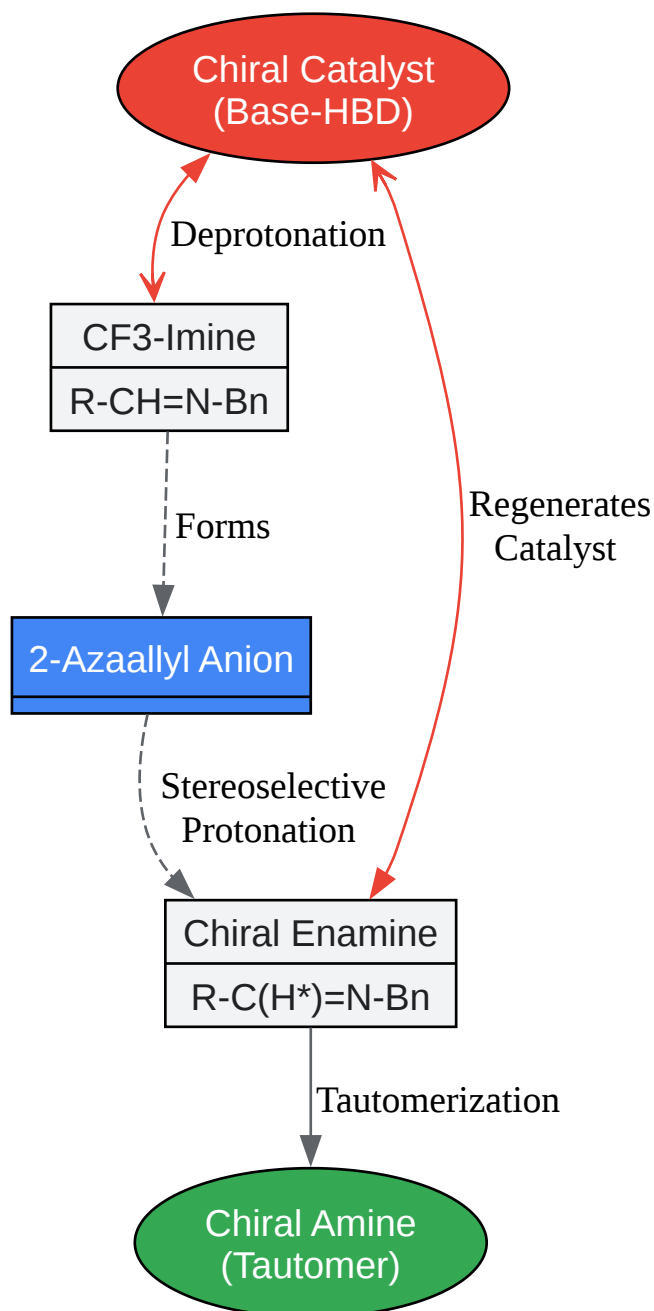 Chiral Catalyst
(Base-HBD)
Deprotonation
CF3-Imine
R-CH=N-Bn
Forms
Regenerates
Catalyst
2-Azaallyl Anion
Stereoselective
Protonation
Chiral Enamine
R-C(H*)=N-Bn
Tautomerization
Chiral Amine
(Tautomer)